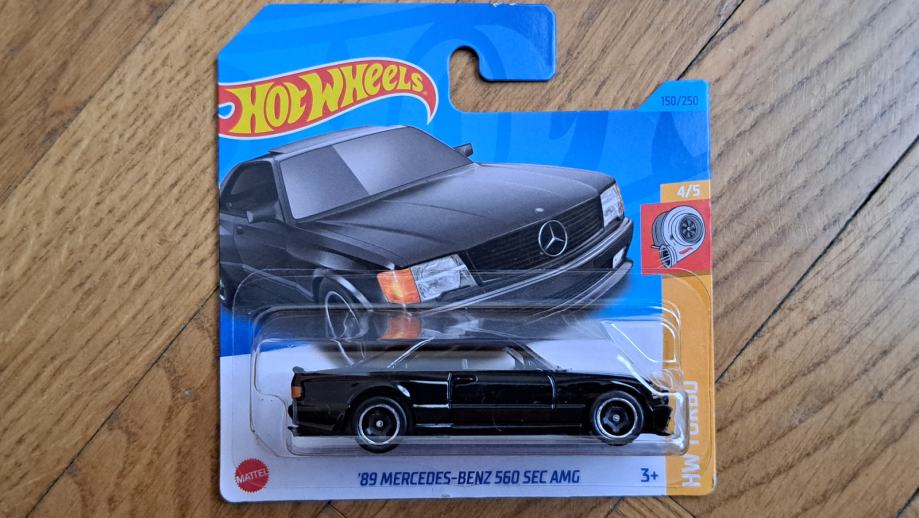 HOT WHEELS
150/250
4/5
HW TURBO
MATTEL
'89 MERCEDES-BENZ 560 SEC AMG
3+